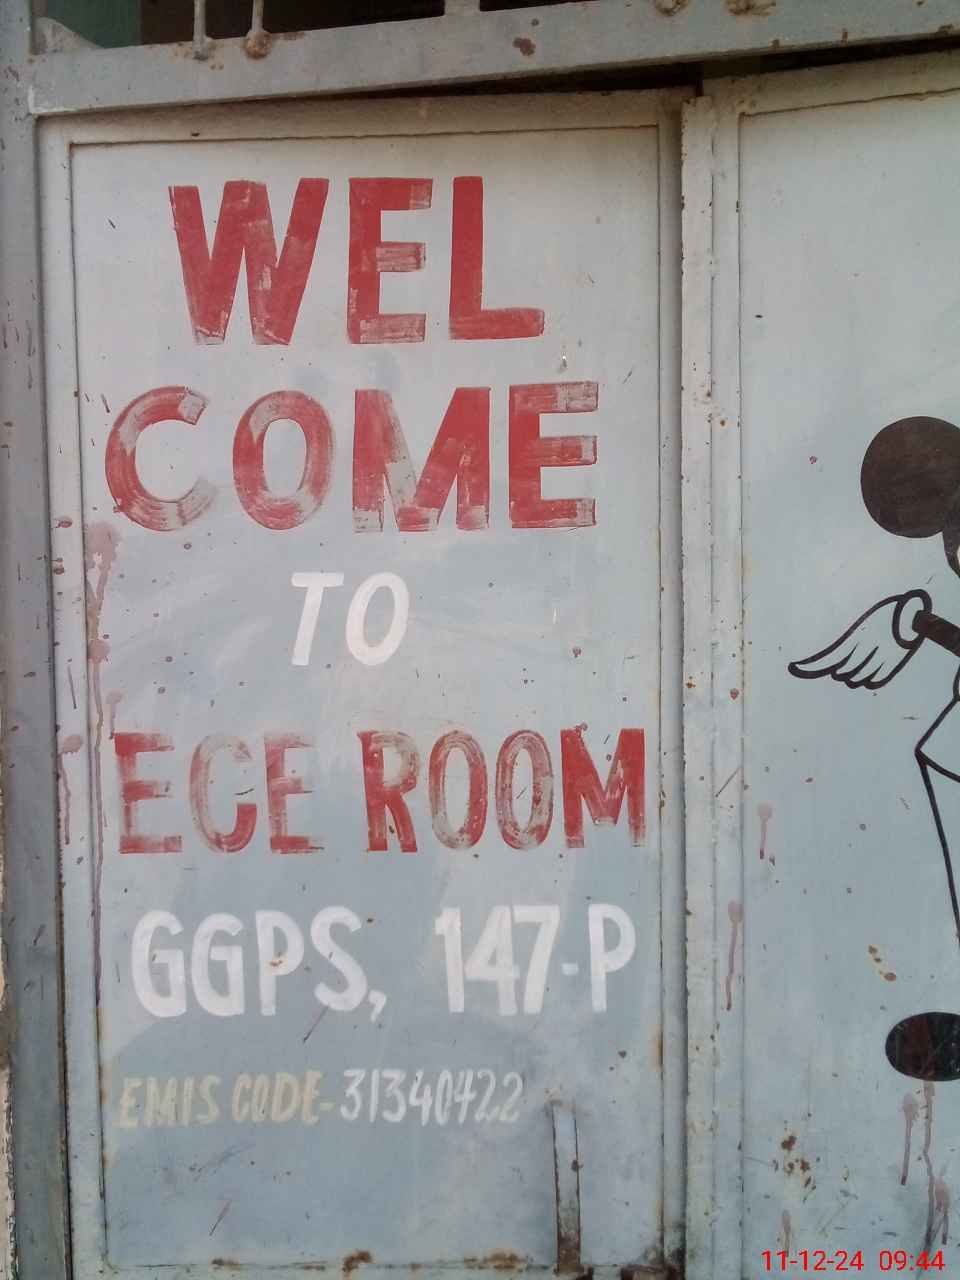 WEL
COME
TO
ECE ROOM
GGPS, 147-P
EMIS CODE-31340422
11-12-24 09:44